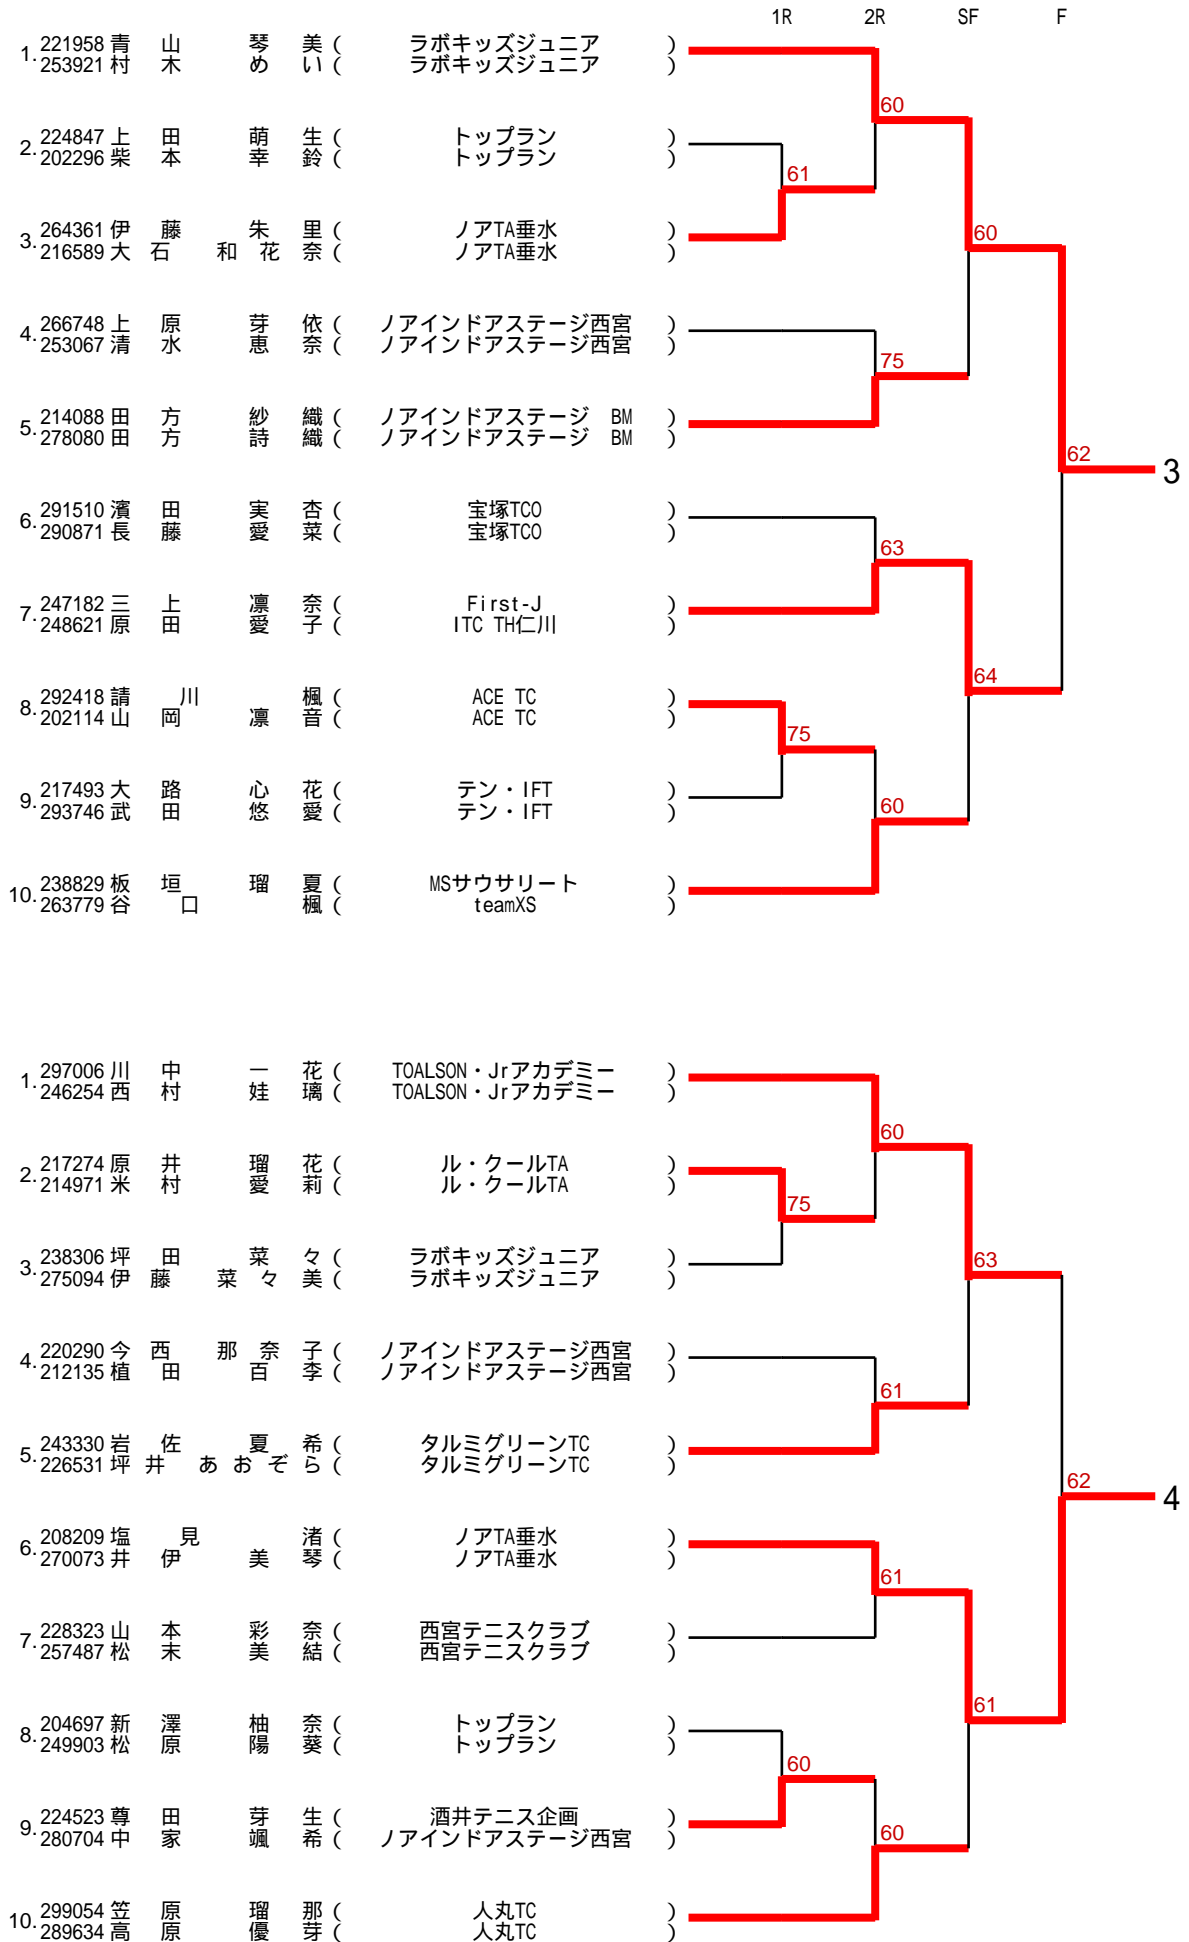 1R 2R SF F
1. 221958 青山 琴美 ( ラボキッズジュニア )
253921 村木 めい ( ラボキッズジュニア )
60
2. 224847 上田 萌生 ( トップラン )
202296 柴本 幸鈴 ( トップラン )
61
3. 264361 伊藤 朱里 ( ノアTA垂水 )
216589 大石 和花奈 ( ノアTA垂水 )
60
4. 266748 上原 芽依 ( ノアインドアステージ西宮 )
253067 清水 恵奈 ( ノアインドアステージ西宮 )
75
5. 214088 田方 紗織 ( ノアインドアステージ BM )
278080 田方 詩織 ( ノアインドアステージ BM )
62
3
6. 291510 濱田 実杏 ( 宝塚TCO )
290871 長藤 愛菜 ( 宝塚TCO )
63
7. 247182 三上 凛奈 ( First-J )
248621 原田 愛子 ( ITC TH仁川 )
64
8. 292418 請川 楓 ( ACE TC )
202114 山岡 凛音 ( ACE TC )
75
9. 217493 大路 心花 ( テン・IFT )
293746 武田 悠愛 ( テン・IFT )
60
10. 238829 板垣 瑠夏 ( MSサウサリート )
263779 谷口 楓 ( teamXS )
1. 297006 川中 一花 ( TOALSON・Jrアカデミー )
246254 西村 娃璃 ( TOALSON・Jrアカデミー )
60
2. 217274 原井 瑠花 ( ル・クールTA )
214971 米村 愛莉 ( ル・クールTA )
75
3. 238306 坪田 菜々 ( ラボキッズジュニア )
275094 伊藤 菜々美 ( ラボキッズジュニア )
63
4. 220290 今西 那奈子 ( ノアインドアステージ西宮 )
212135 植田 百李 ( ノアインドアステージ西宮 )
61
5. 243330 岩佐 夏希 ( タルミグリーンTC )
226531 坪井 あおぞら ( タルミグリーンTC )
62
4
6. 208209 塩見 渚 ( ノアTA垂水 )
270073 井伊 美琴 ( ノアTA垂水 )
61
7. 228323 山本 彩奈 ( 西宮テニスクラブ )
257487 松末 美結 ( 西宮テニスクラブ )
61
8. 204697 新澤 柚奈 ( トップラン )
249903 松原 陽葵 ( トップラン )
60
9. 224523 尊田 芽生 ( 酒井テニス企画 )
280704 中家 颯希 ( ノアインドアステージ西宮 )
60
10. 299054 笠原 瑠那 ( 人丸TC )
289634 高原 優芽 ( 人丸TC )